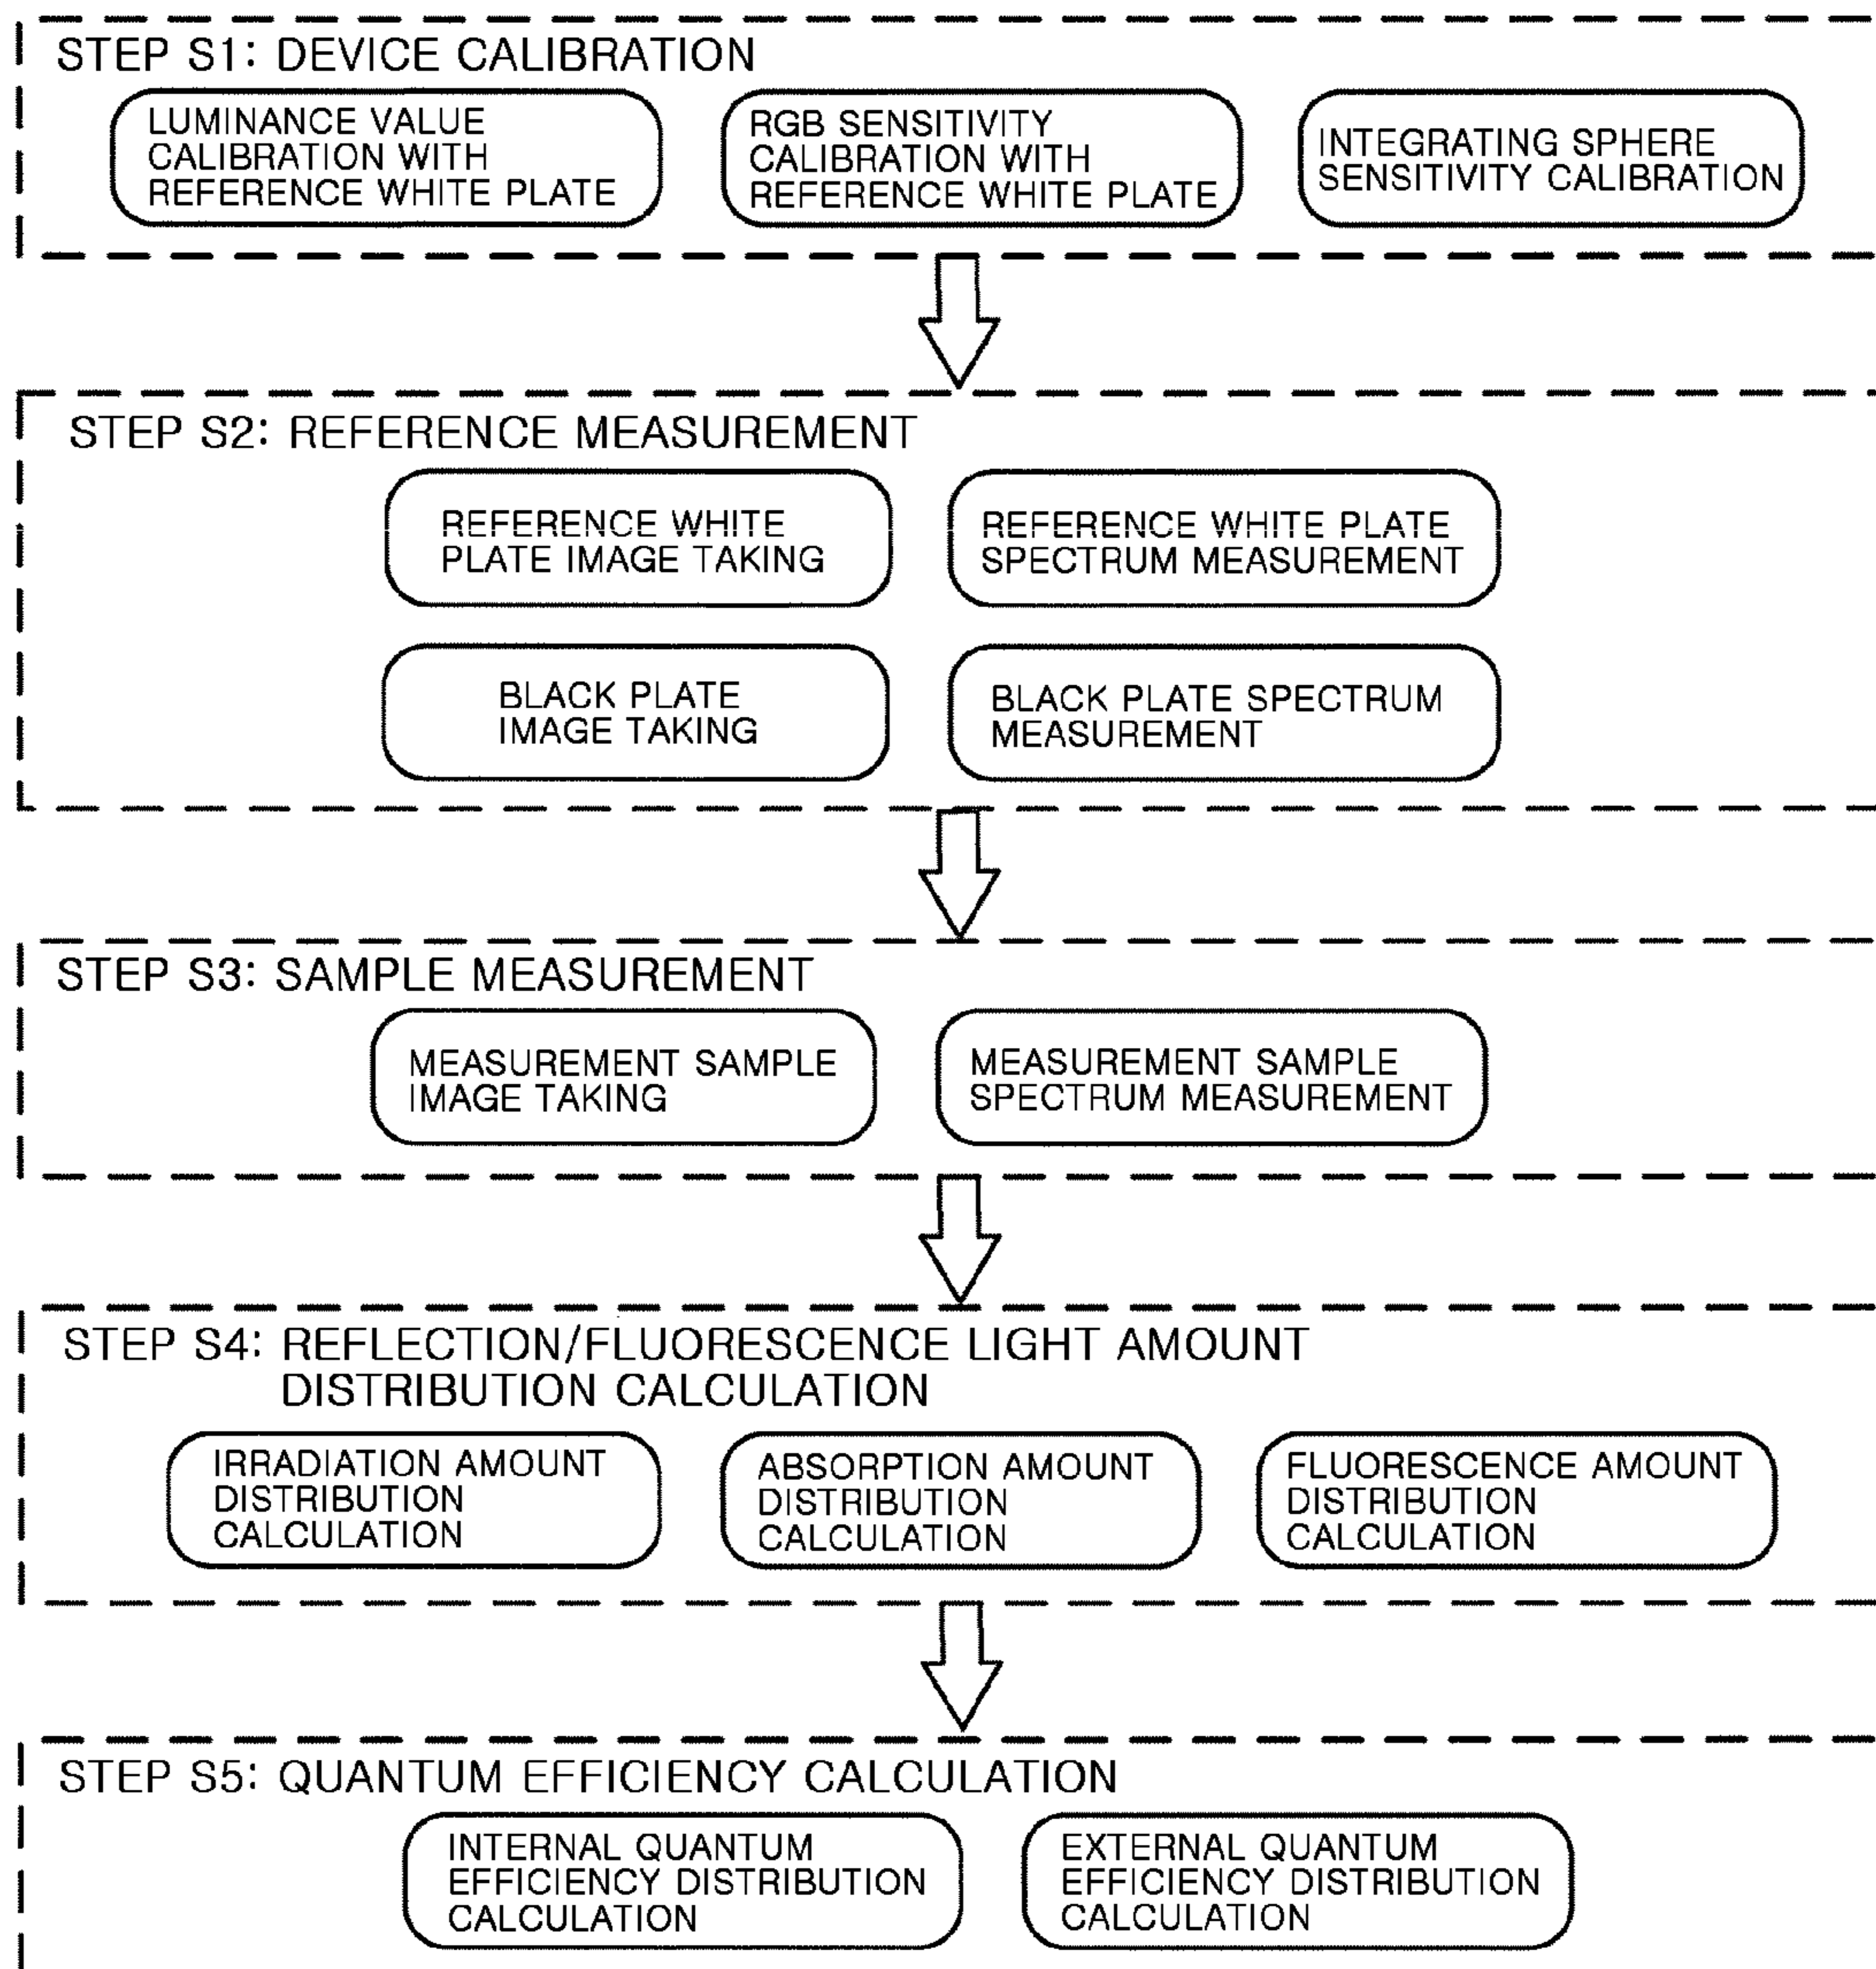 STEP S1: DEVICE CALIBRATION
LUMINANCE VALUE
CALIBRATION WITH
REFERENCE WHITE PLATE
RGB SENSITIVITY
CALIBRATION WITH
REFERENCE WHITE PLATE
INTEGRATING SPHERE
SENSITIVITY CALIBRATION
STEP S2: REFERENCE MEASUREMENT
REFERENCE WHITE
PLATE IMAGE TAKING
REFERENCE WHITE PLATE
SPECTRUM MEASUREMENT
BLACK PLATE
IMAGE TAKING
BLACK PLATE SPECTRUM
MEASUREMENT
STEP S3: SAMPLE MEASUREMENT
MEASUREMENT SAMPLE
IMAGE TAKING
MEASUREMENT SAMPLE
SPECTRUM MEASUREMENT
STEP S4: REFLECTION/FLUORESCENCE LIGHT AMOUNT
DISTRIBUTION CALCULATION
IRRADIATION AMOUNT
DISTRIBUTION
CALCULATION
ABSORPTION AMOUNT
DISTRIBUTION
CALCULATION
FLUORESCENCE AMOUNT
DISTRIBUTION
CALCULATION
STEP S5: QUANTUM EFFICIENCY CALCULATION
INTERNAL QUANTUM
EFFICIENCY DISTRIBUTION
CALCULATION
EXTERNAL QUANTUM
EFFICIENCY DISTRIBUTION
CALCULATION